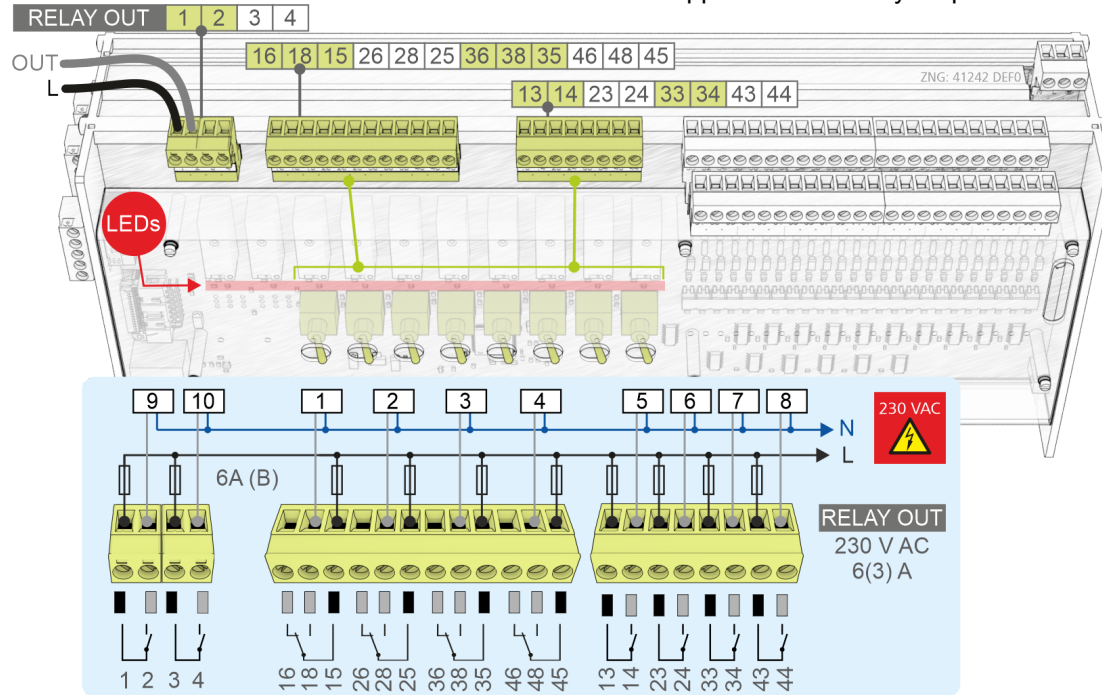 RELAY OUT 1 2 3 4
OUT
L
16 18 15 26 28 25 36 38 35 46 48 45
ZNG: 41242 DEF0
13 14 23 24 33 34 43 44
LEDs
9 10 1 2 3 4 5 6 7 8
230 VAC
N
L
6A (B)
RELAY OUT
230 V AC
6(3) A
1 2 3 4 16 18 15 26 28 25 36 38 35 46 48 45 13 14 23 24 33 34 43 44